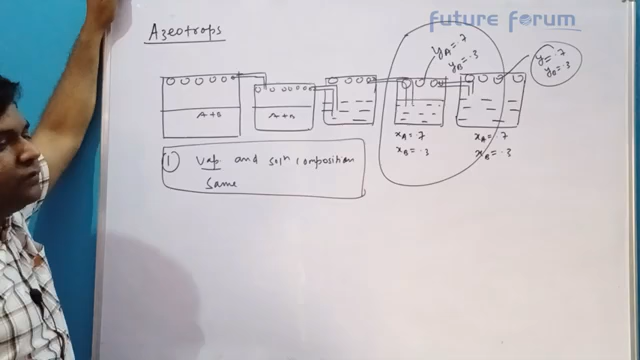 future forum
Azeotrops
yA = .7
yB = .3
y = .7
yB = .3
A+B
A+B
xA = .7
xB = .3
xA = .7
xB = .3
① Vap and solⁿ composition
Same